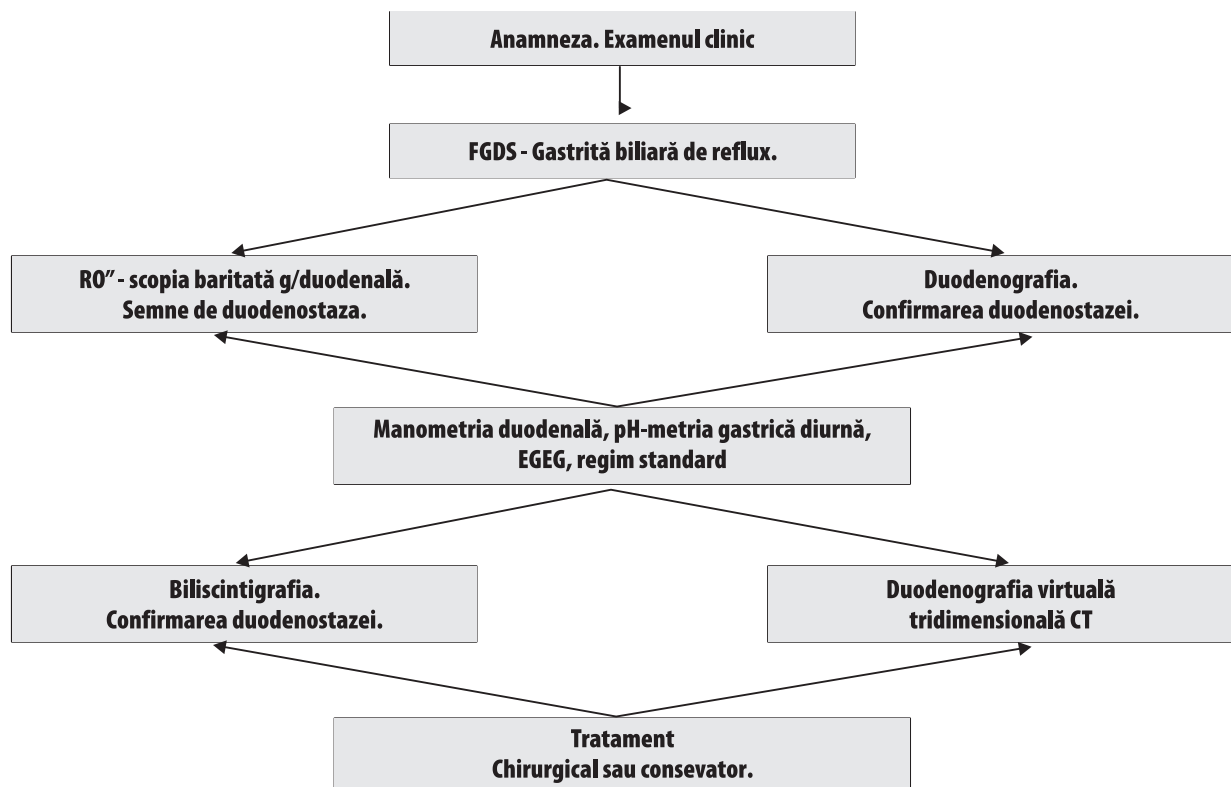 Anamneza. Examenul clinic
FGDS - Gastrită biliară de reflux.
RO” - scopia baritată g/duodenală.
Semne de duodenostaza.
Duodenografia.
Confirmarea duodenostazei.
Manometria duodenală, pH-metria gastrică diurnă,
EGEG, regim standard
Biliscintigrafia.
Confirmarea duodenostazei.
Duodenografia virtuală
tridimensională CT
Tratament
Chirurgical sau consevator.